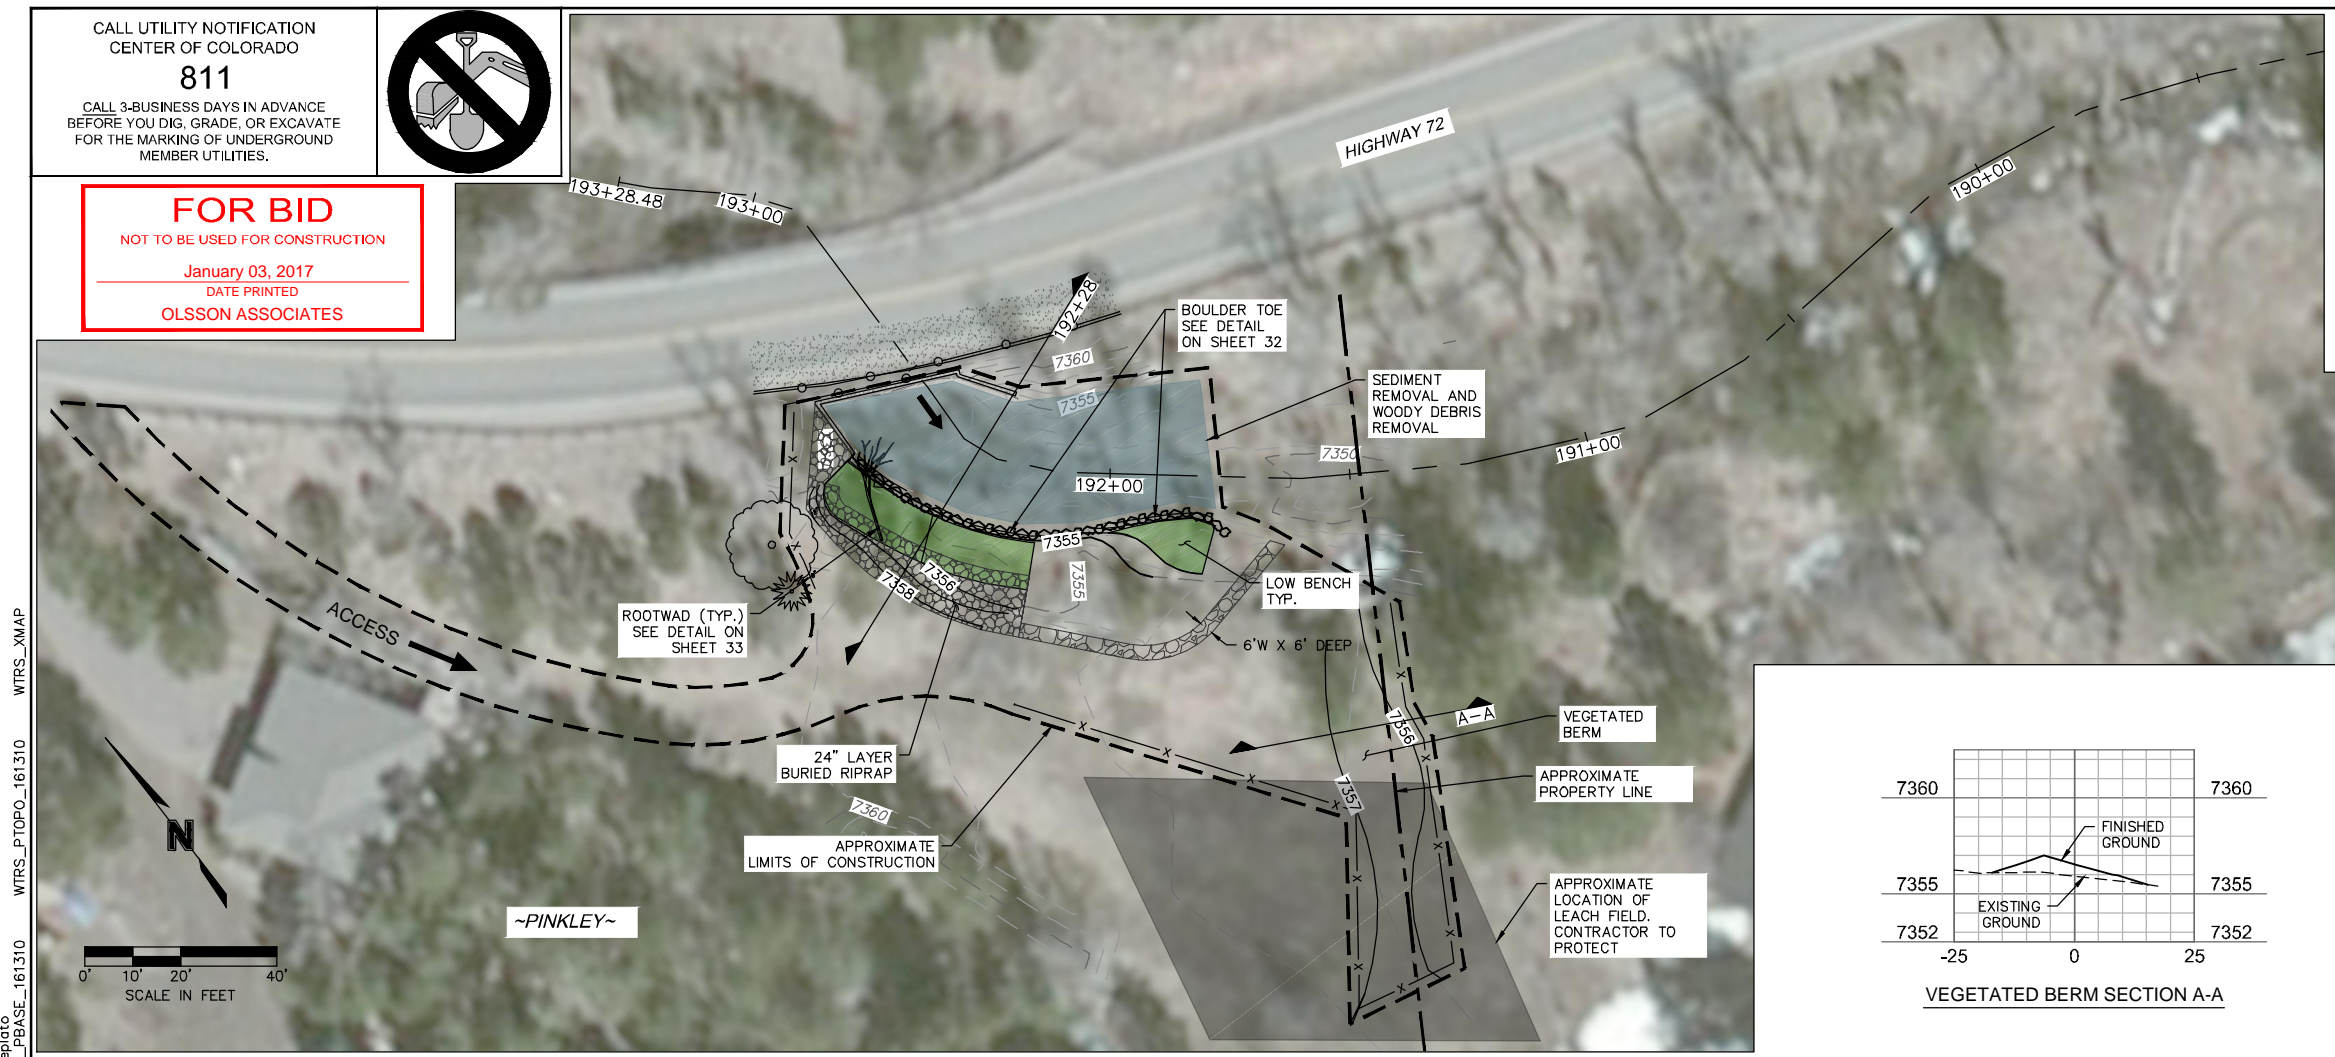 CALL UTILITY NOTIFICATION
CENTER OF COLORADO
811
CALL 3-BUSINESS DAYS IN ADVANCE
BEFORE YOU DIG, GRADE, OR EXCAVATE
FOR THE MARKING OF UNDERGROUND
MEMBER UTILITIES.
FOR BID
NOT TO BE USED FOR CONSTRUCTION
January 03, 2017
DATE PRINTED
OLSSON ASSOCIATES
HIGHWAY 72
193+28.48
193+00
192+28
190+00
191+00
192+00
BOULDER TOE
SEE DETAIL
ON SHEET 32
7360
7355
SEDIMENT
REMOVAL AND
WOODY DEBRIS
REMOVAL
7350
7355
7355
7356
7358
LOW BENCH
TYP.
ROOTWAD (TYP.)
SEE DETAIL ON
SHEET 33
6'W X 6' DEEP
ACCESS
A-A
7356
VEGETATED
BERM
24" LAYER
BURIED RIPRAP
APPROXIMATE
PROPERTY LINE
7357
7360
APPROXIMATE
LIMITS OF CONSTRUCTION
APPROXIMATE
LOCATION OF
LEACH FIELD.
CONTRACTOR TO
PROTECT
N
~PINKLEY~
0' 10' 20' 40'
SCALE IN FEET
7360 7360
FINISHED
GROUND
7355 7355
EXISTING
GROUND
7352 7352
-25 0 25
VEGETATED BERM SECTION A-A
WTRS_XMAP
WTRS_PTOPO_161310
_PBASE_161310
x x x x x x x x x x x x x x